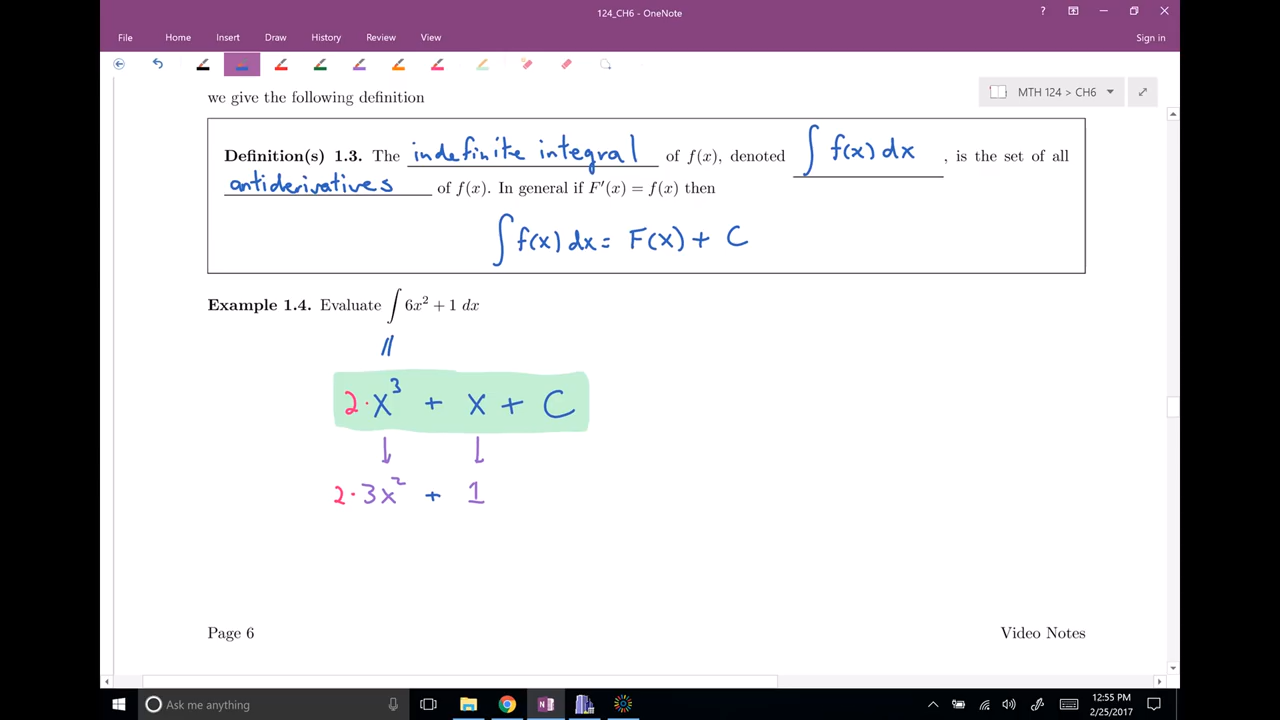 124_CH6 - OneNote
?
File Home Insert Draw History Review View Sign in
MTH 124 > CH6
we give the following definition
Definition(s) 1.3. The indefinite integral of f(x), denoted ∫ f(x) dx, is the set of all
antiderivatives of f(x). In general if F′(x) = f(x) then
∫ f(x) dx = F(x) + C
Example 1.4. Evaluate ∫ 6x² + 1 dx
=
2·x³ + x + C
↓ ↓
2·3x² + 1
Page 6 Video Notes
Ask me anything
12:55 PM
2/25/2017